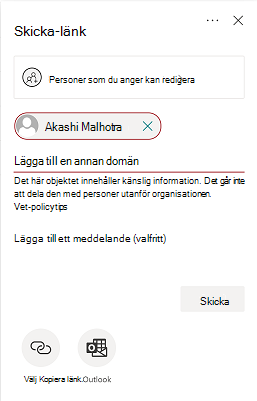 Skicka-länk
Personer som du anger kan redigera
Akashi Malhotra
Lägga till en annan domän
Det här objektet innehåller känslig information. Det går inte
att dela den med personer utanför organisationen.
Vet-policytips
Lägga till ett meddelande (valfritt)
Skicka
Välj Kopiera länk.
Outlook